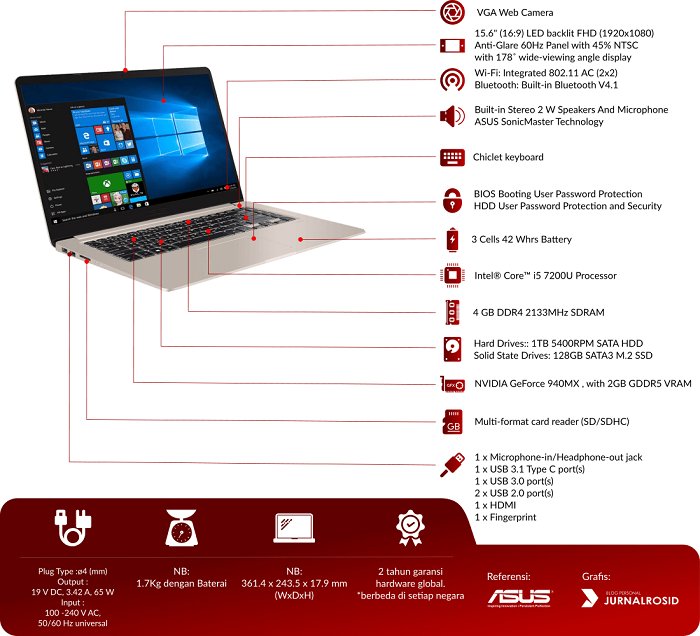 VGA Web Camera
15.6" (16:9) LED backlit FHD (1920x1080)
Anti-Glare 60Hz Panel with 45% NTSC
with 178˚ wide-viewing angle display
Wi-Fi: Integrated 802.11 AC (2x2)
Bluetooth: Built-in Bluetooth V4.1
Built-in Stereo 2 W Speakers And Microphone
ASUS SonicMaster Technology
Chiclet keyboard
BIOS Booting User Password Protection
HDD User Password Protection and Security
3 Cells 42 Whrs Battery
Intel® Core™ i5 7200U Processor
4 GB DDR4 2133MHz SDRAM
Hard Drives:: 1TB 5400RPM SATA HDD
Solid State Drives: 128GB SATA3 M.2 SSD
GFX
NVIDIA GeForce 940MX , with 2GB GDDR5 VRAM
GB
Multi-format card reader (SD/SDHC)
1 x Microphone-in/Headphone-out jack
1 x USB 3.1 Type C port(s)
1 x USB 3.0 port(s)
2 x USB 2.0 port(s)
1 x HDMI
1 x Fingerprint
Plug Type :ø4 (mm)
Output :
19 V DC, 3.42 A, 65 W
Input :
100 -240 V AC,
50/60 Hz universal
NB:
1.7Kg dengan Baterai
NB:
361.4 x 243.5 x 17.9 mm
(WxDxH)
2 tahun garansi
hardware global.
*berbeda di setiap negara
Referensi:
ASUS
Inspiring Innovation • Persistent Perfection
Grafis:
BLOG PERSONAL
JURNALROSID